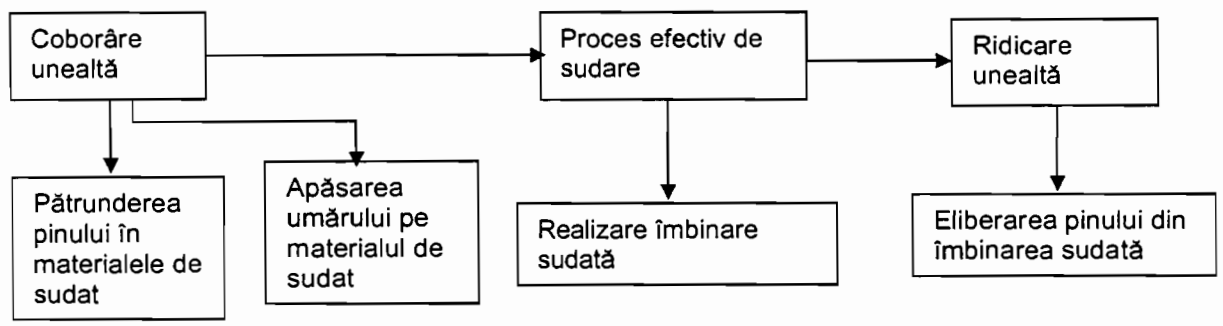 Coborâre
unealtă
Proces efectiv de
sudare
Ridicare
unealtă
Pătrunderea
pinului în
materialele de
sudat
Apăsarea
umărului pe
materialul de
sudat
Realizare îmbinare
sudată
Eliberarea pinului din
îmbinarea sudată